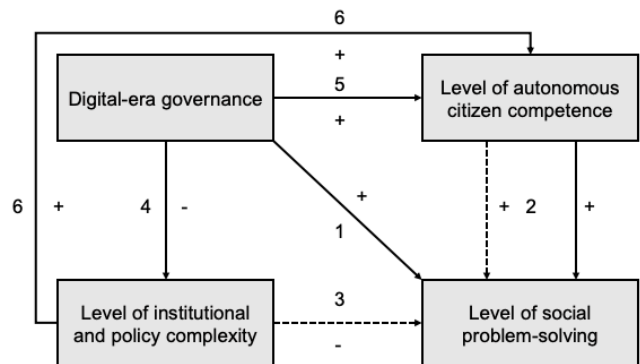 6
+
Digital-era governance
5
+
Level of autonomous
citizen competence
6
+
4
-
+
1
+
2
+
Level of institutional
and policy complexity
3
-
Level of social
problem-solving